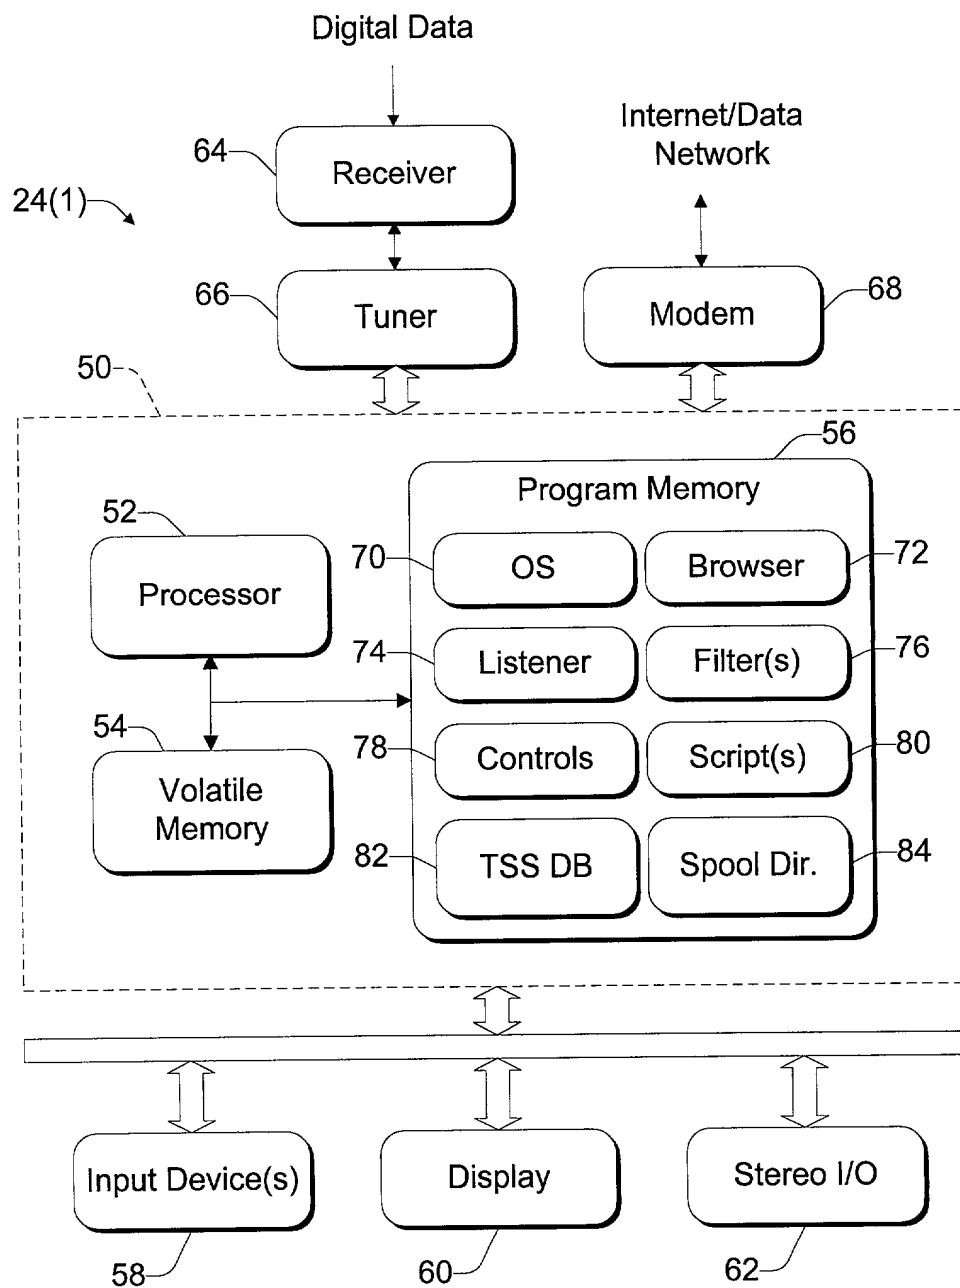 Digital Data
Internet/Data
Network
64
Receiver
24(1)
66
Tuner
Modem
68
50
56
Program Memory
52
Processor
70
OS
Browser
72
74
Listener
Filter(s)
76
54
Volatile
Memory
78
Controls
Script(s)
80
82
TSS DB
Spool Dir.
84
Input Device(s)
Display
Stereo I/O
58
60
62